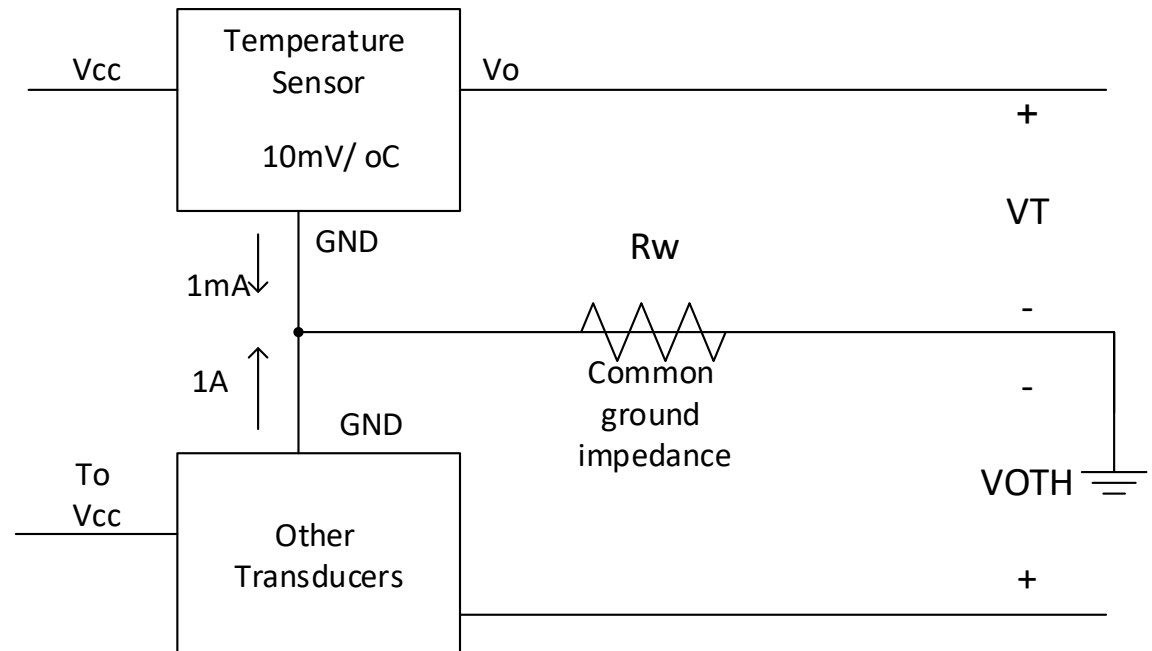 Temperature
Sensor
10mV/ oC
Vcc
Vo
+
VT
-
GND
1mA
Rw
Common
ground
impedance
1A
GND
-
VOTH
+
To
Vcc
Other
Transducers